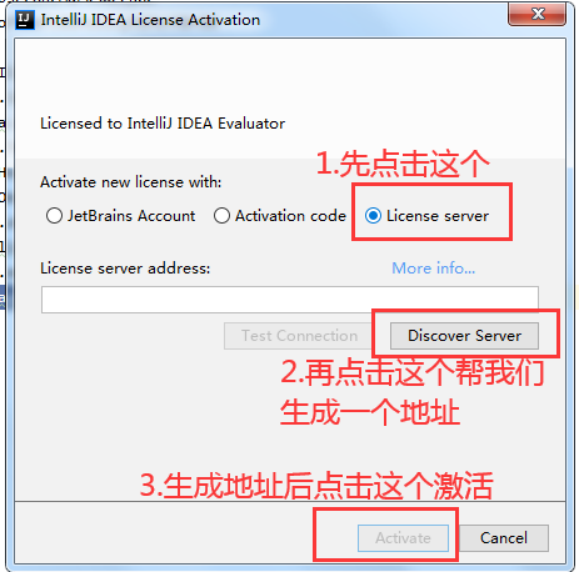 IntelliJ IDEA License Activation
Licensed to IntelliJ IDEA Evaluator
1.先点击这个
Activate new license with:
JetBrains Account Activation code License server
License server address: More info...
Test Connection Discover Server
2.再点击这个帮我们
生成一个地址
3.生成地址后点击这个激活
Activate Cancel